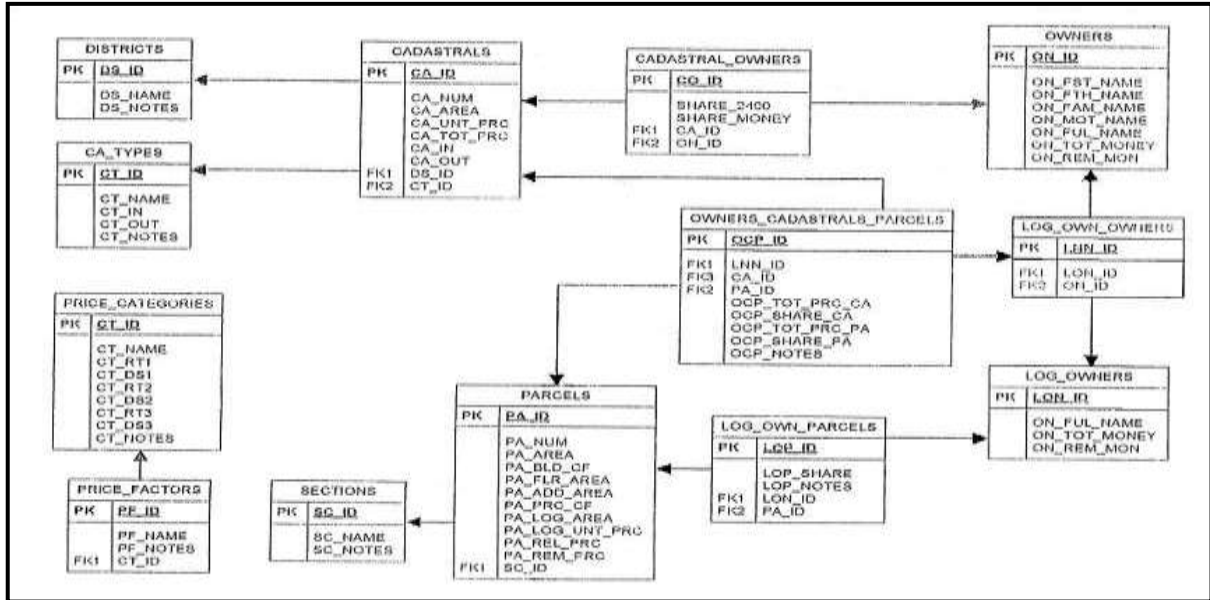 DISTRICTS
PK DS_ID
DS_NAME
DS_NOTES
CA_TYPES
PK CT_ID
CT_NAME
CT_IN
CT_OUT
CT_NOTES
CADASTRALS
PK CA_ID
CA_NUM
CA_AREA
CA_UNT_PRC
CA_TOT_PRC
CA_IN
CA_OUT
FK1 DS_ID
FK2 CT_ID
CADASTRAL_OWNERS
PK CO_ID
SHARE_2400
SHARE_MONEY
FK1 CA_ID
FK2 ON_ID
OWNERS
PK ON_ID
ON_FST_NAME
ON_FTH_NAME
ON_FAM_NAME
ON_MOT_NAME
ON_FUL_NAME
ON_TOT_MONEY
ON_REM_MON
OWNERS_CADASTRALS_PARCELS
PK OCP_ID
FK1 LNN_ID
FK3 CA_ID
FK2 PA_ID
OCP_TOT_PRC_CA
OCP_SHARE_CA
OCP_TOT_PRC_PA
OCP_SHARE_PA
OCP_NOTES
LOG_OWN_OWNERS
PK LNN_ID
FK1 LON_ID
FK2 ON_ID
PRICE_CATEGORIES
PK CT_ID
CT_NAME
CT_RT1
CT_DS1
CT_RT2
CT_DS2
CT_RT3
CT_DS3
CT_NOTES
PRICE_FACTORS
PK PF_ID
PF_NAME
PF_NOTES
FK1 CT_ID
SECTIONS
PK SC_ID
SC_NAME
SC_NOTES
PARCELS
PK PA_ID
PA_NUM
PA_AREA
PA_BLD_CF
PA_FLR_AREA
PA_ADD_AREA
PA_PRC_CF
PA_LOG_AREA
PA_LOG_UNT_PRC
PA_REL_PRC
PA_REM_PRC
FK1 SC_ID
LOG_OWN_PARCELS
PK LOP_ID
LOP_SHARE
LOP_NOTES
FK1 LON_ID
FK2 PA_ID
LOG_OWNERS
PK LON_ID
ON_FUL_NAME
ON_TOT_MONEY
ON_REM_MON